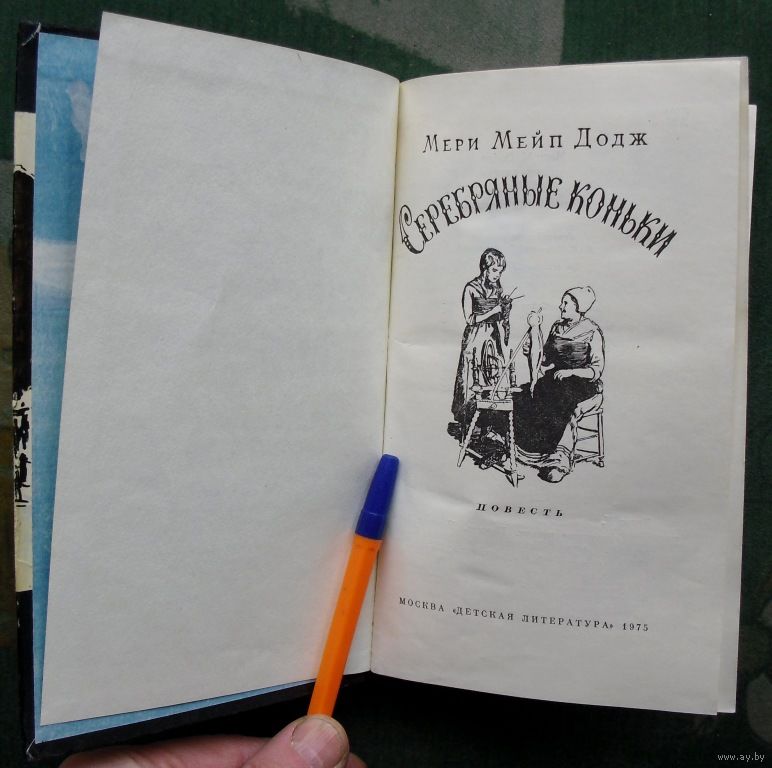 Мери Мейп Додж
Серебряные коньки
ПОВЕСТЬ
МОСКВА «ДЕТСКАЯ ЛИТЕРАТУРА» 1975
www.ay.by